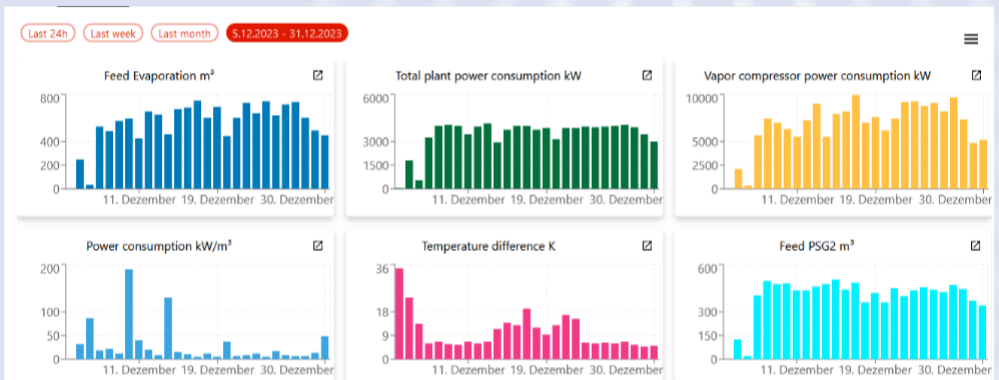 Last 24h Last week Last month 5.12.2023 - 31.12.2023
Feed Evaporation m³
800
400
200
0
11. Dezember 19. Dezember 30. Dezember
Total plant power consumption kW
6000
3000
1500
0
11. Dezember 19. Dezember 30. Dezember
Vapor compressor power consumption kW
10000
5000
2500
0
11. Dezember 19. Dezember 30. Dezember
Power consumption kW/m³
200
100
50
0
11. Dezember 19. Dezember 30. Dezember
Temperature difference K
36
18
9
0
11. Dezember 19. Dezember 30. Dezember
Feed PSG2 m³
600
300
150
0
11. Dezember 19. Dezember 30. Dezember